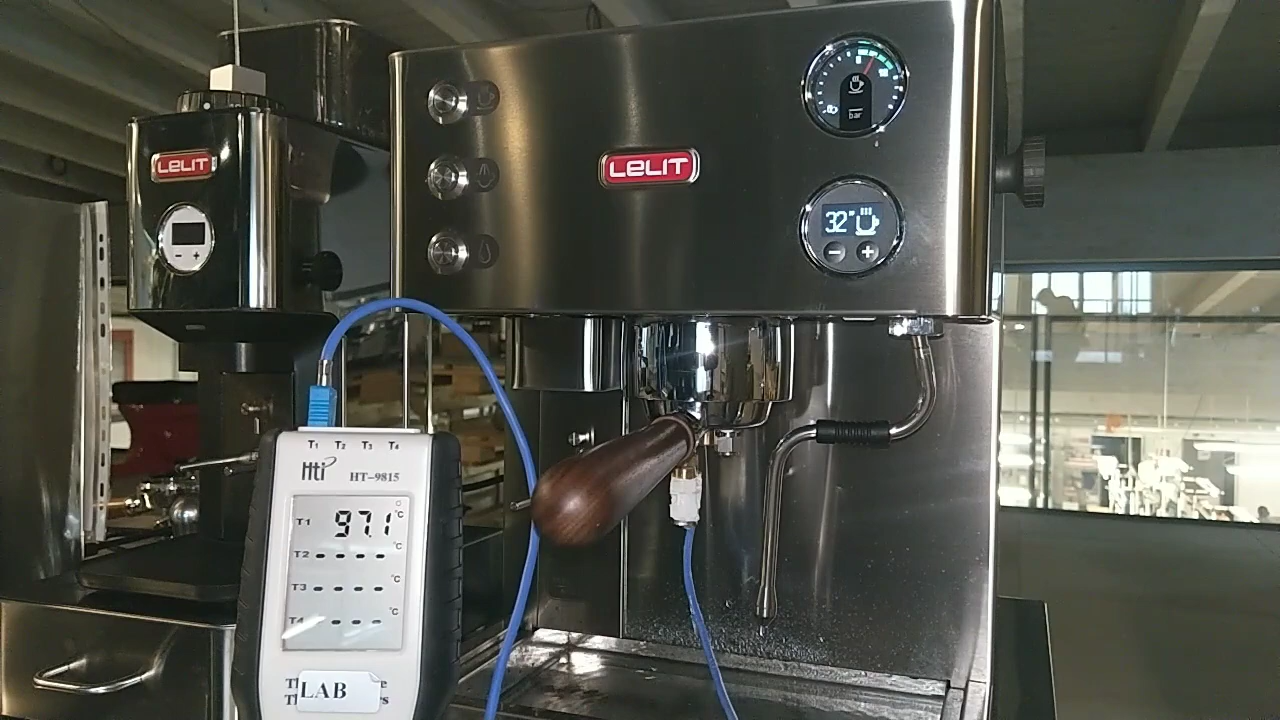 LELIT
LELIT
bar
32"
- +
- +
T1 T2 T3 T4
Hti
HT-9815
T1 97.1 °C
T2 - - - - °C
T3 - - - - °C
T4 - - - °C
LAB